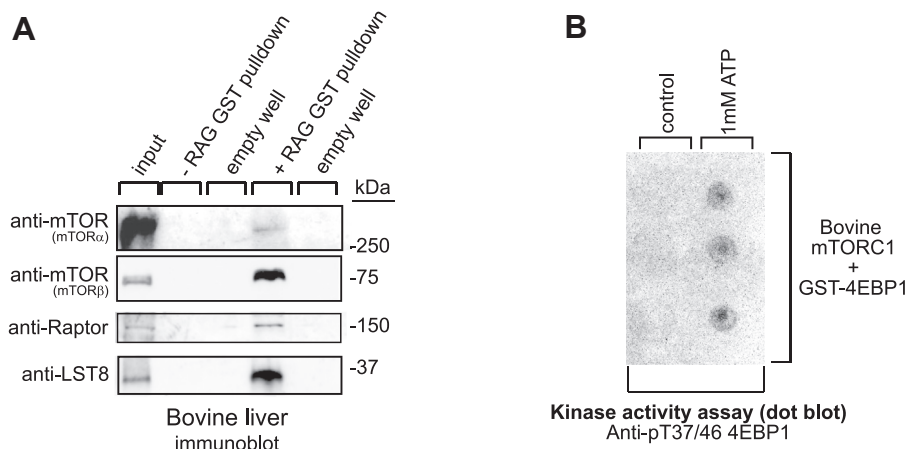 A
input
- RAG GST pulldown
empty well
+ RAG GST pulldown
empty well
kDa
anti-mTOR
(mTORα)
-250
anti-mTOR
(mTORβ)
-75
anti-Raptor
-150
anti-LST8
-37
Bovine liver
immunoblot
B
control
1mM ATP
Bovine
mTORC1
+
GST-4EBP1
Kinase activity assay (dot blot)
Anti-pT37/46 4EBP1